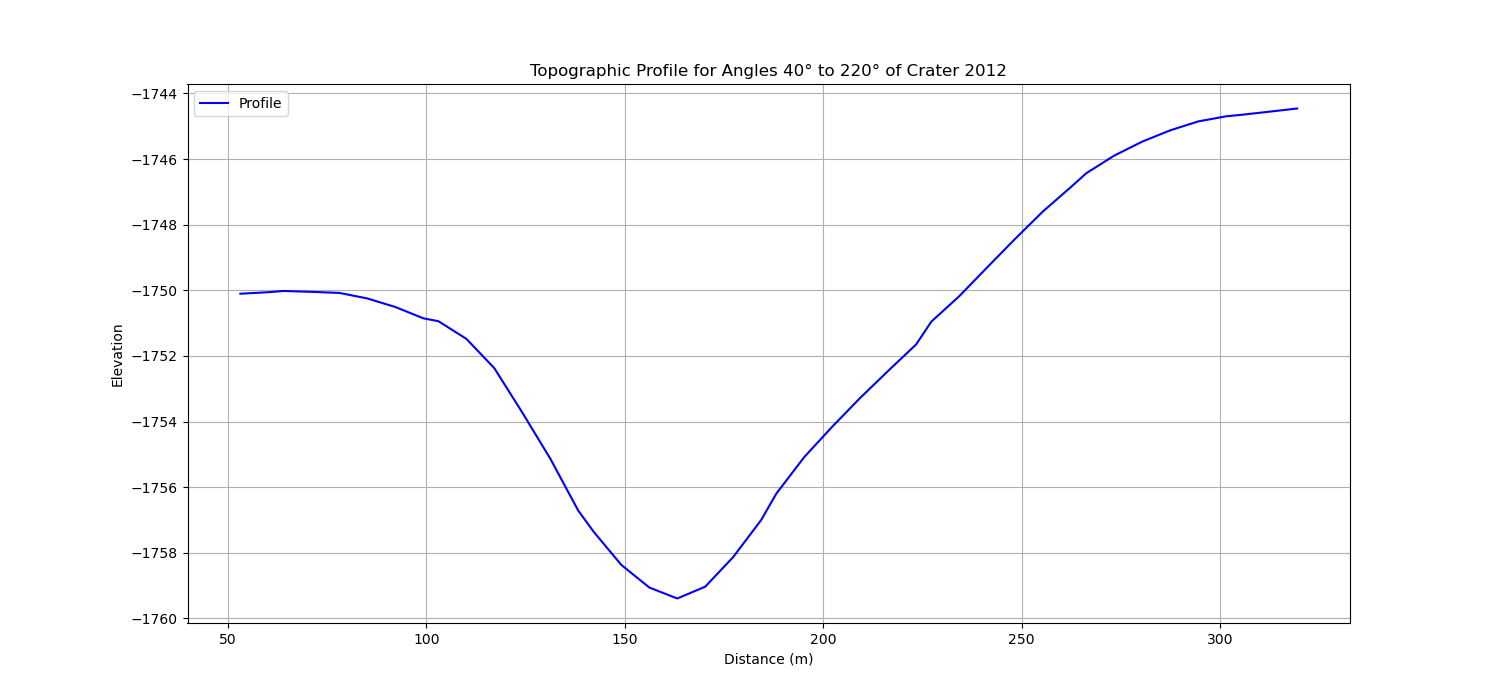 Topographic Profile for Angles 40° to 220° of Crater 2012
Profile
−1744
−1746
−1748
−1750
−1752
−1754
−1756
−1758
−1760
Elevation
50 100 150 200 250 300
Distance (m)